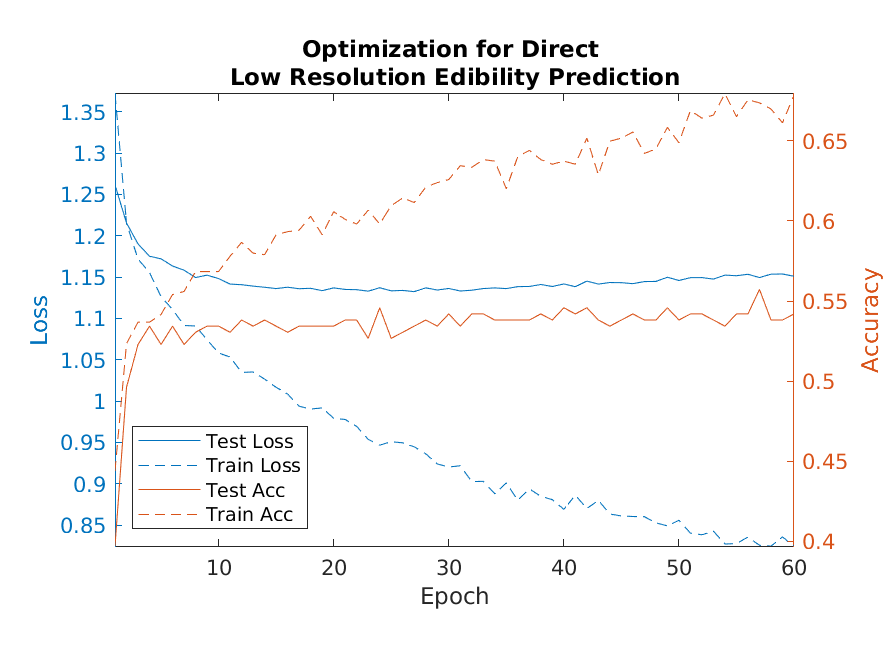 Optimization for Direct
Low Resolution Edibility Prediction
1.35
1.3
1.25
1.2
1.15
1.1
1.05
1
0.95
0.9
0.85
Loss
0.65
0.6
0.55
0.5
0.45
0.4
Accuracy
Test Loss
Train Loss
Test Acc
Train Acc
10 20 30 40 50 60
Epoch